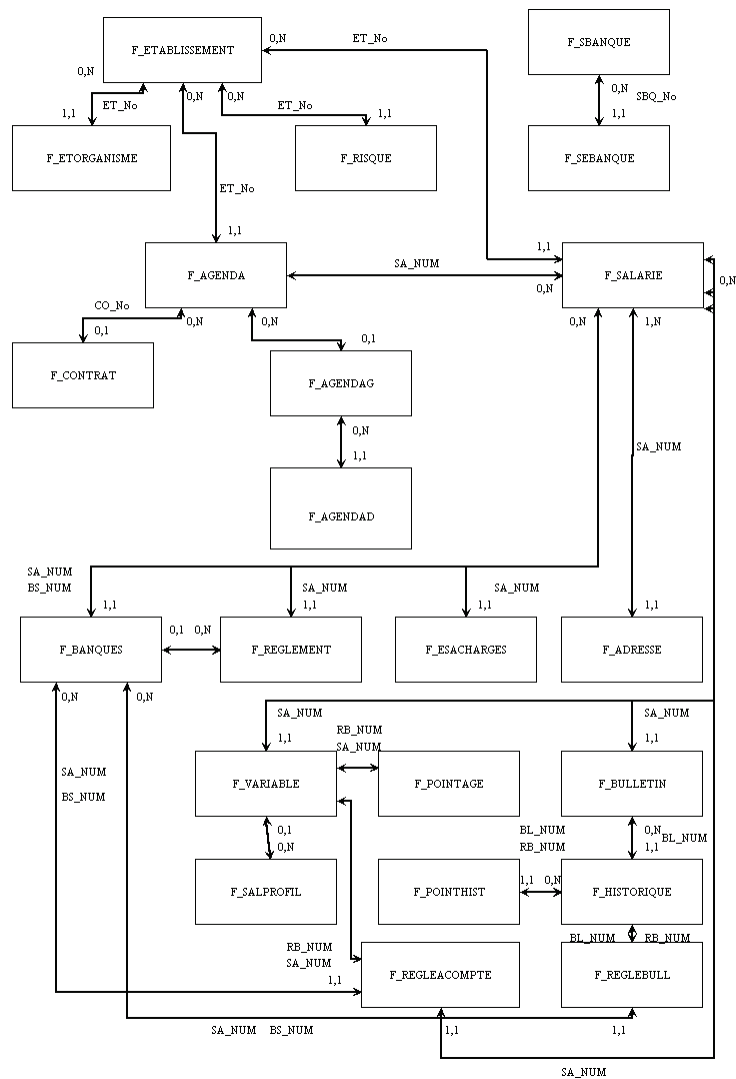 F_ETABLISSEMENT
0,N
ET_No
F_SBANQUE
0,N
0,N
0,N
0,N
SBQ_No
ET_No
ET_No
1,1
1,1
1,1
F_ETORGANISME
F_RISQUE
F_SEBANQUE
ET_No
1,1
1,1
F_AGENDA
SA_NUM
F_SALARIE
0,N
0,N
CO_No
0,N
0,N
0,N
1,N
0,1
0,1
F_CONTRAT
F_AGENDAG
0,N
SA_NUM
1,1
F_AGENDAD
SA_NUM
BS_NUM
SA_NUM
SA_NUM
1,1
1,1
1,1
1,1
0,1
0,N
F_BANQUES
F_REGLEMENT
F_ESACHARGES
F_ADRESSE
0,N
0,N
SA_NUM
SA_NUM
RB_NUM
1,1
SA_NUM
1,1
SA_NUM
BS_NUM
F_VARIABLE
F_POINTAGE
F_BULLETIN
0,1
0,N
BL_NUM
RB_NUM
0,N
BL_NUM
1,1
1,1
0,N
F_SALPROFIL
F_POINTHIST
F_HISTORIQUE
BL_NUM
RB_NUM
RB_NUM
SA_NUM
1,1
F_REGLEACOMPTE
F_REGLEBULL
SA_NUM
BS_NUM
1,1
1,1
SA_NUM